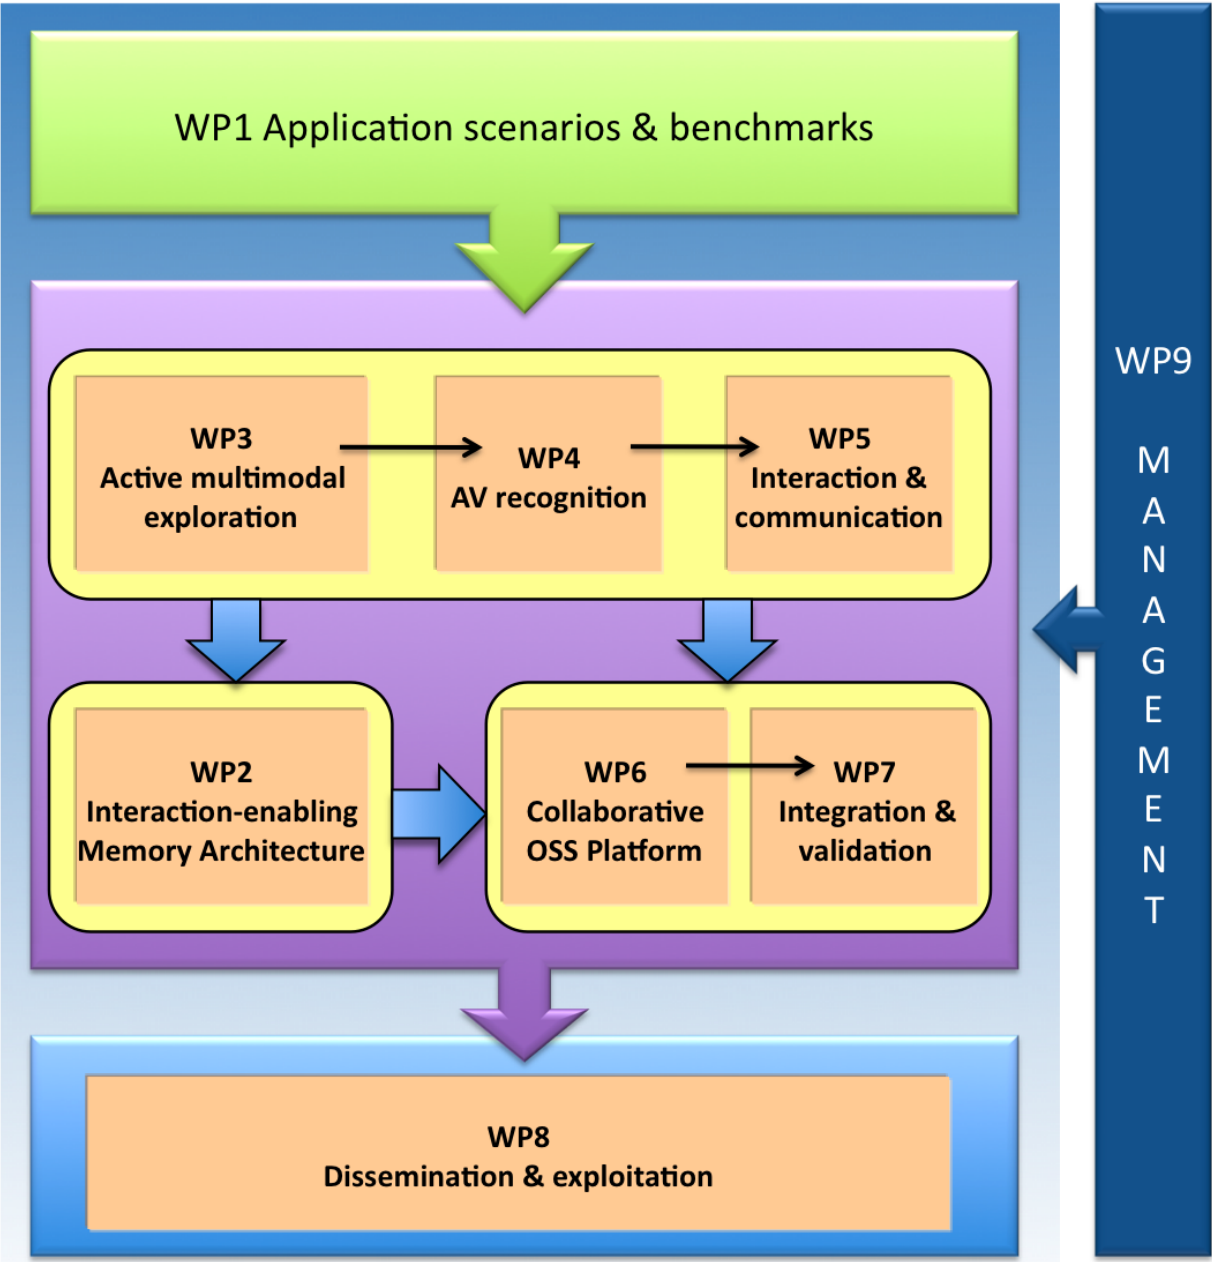 WP1 Application scenarios & benchmarks
WP3
Active multimodal
exploration
WP4
AV recognition
WP5
Interaction &
communication
WP2
Interaction-enabling
Memory Architecture
WP6
Collaborative
OSS Platform
WP7
Integration &
validation
WP8
Dissemination & exploitation
WP9
M
A
N
A
G
E
M
E
N
T